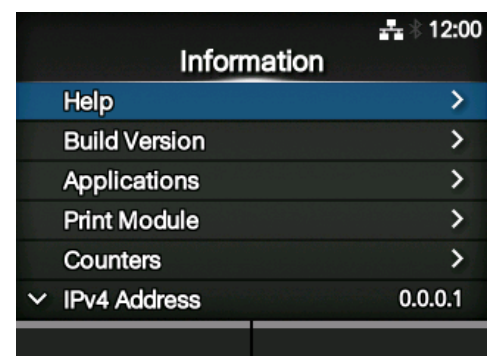 12:00
Information
Help
Build Version
Applications
Print Module
Counters
IPv4 Address 0.0.0.1